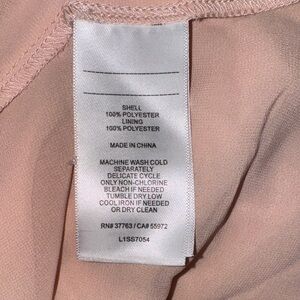 SHELL
100% POLYESTER
LINING
100% POLYESTER
MADE IN CHINA
MACHINE WASH COLD
SEPARATELY
DELICATE CYCLE
ONLY NON-CHLORINE
BLEACH IF NEEDED
TUMBLE DRY LOW
COOL IRON IF NEEDED
OR DRY CLEAN
RN# 37763 / CA# 55972
L1SS7054